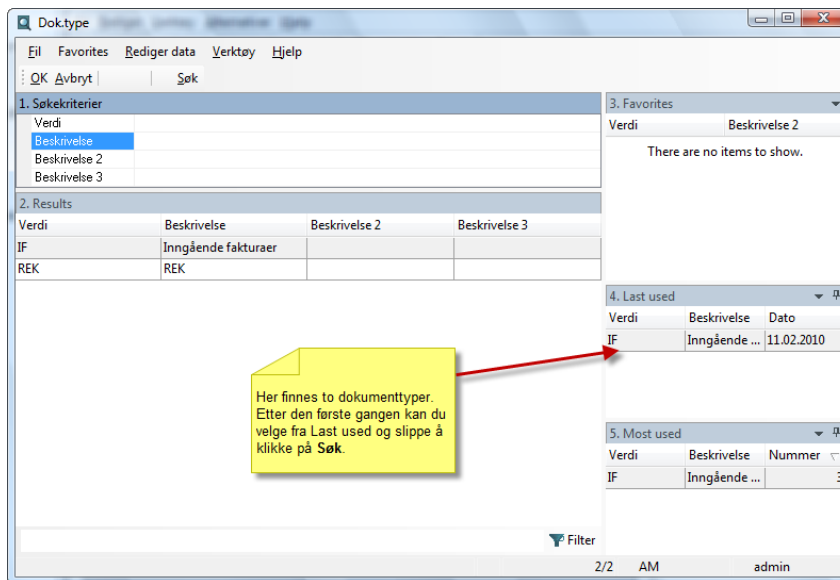 Dok.type
Fil Favorites Rediger data Verktøy Hjelp
OK Avbryt Søk
1. Søkekriterier
Verdi
Beskrivelse
Beskrivelse 2
Beskrivelse 3
2. Results
Verdi Beskrivelse Beskrivelse 2 Beskrivelse 3
IF Inngående fakturaer
REK REK
3. Favorites
Verdi Beskrivelse 2
There are no items to show.
4. Last used
Verdi Beskrivelse Dato
IF Inngående ... 11.02.2010
Her finnes to dokumenttyper.
Etter den første gangen kan du
velge fra Last used og slippe å
klikke på Søk.
5. Most used
Verdi Beskrivelse Nummer
IF Inngående ... 3
Filter
2/2 AM admin